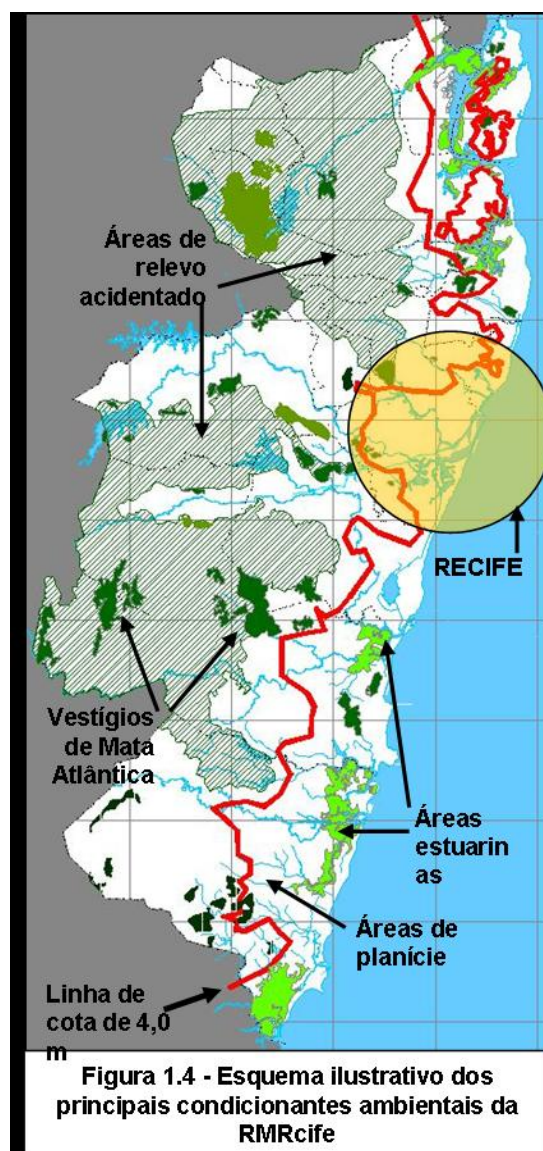 Áreas de
relevo
acidentado
RECIFE
Vestígios
de Mata
Atlântica
Áreas
estuarin
as
Áreas de
planície
Linha de
cota de 4,0
m
Figura 1.4 - Esquema ilustrativo dos
principais condicionantes ambientais da
RMRcife